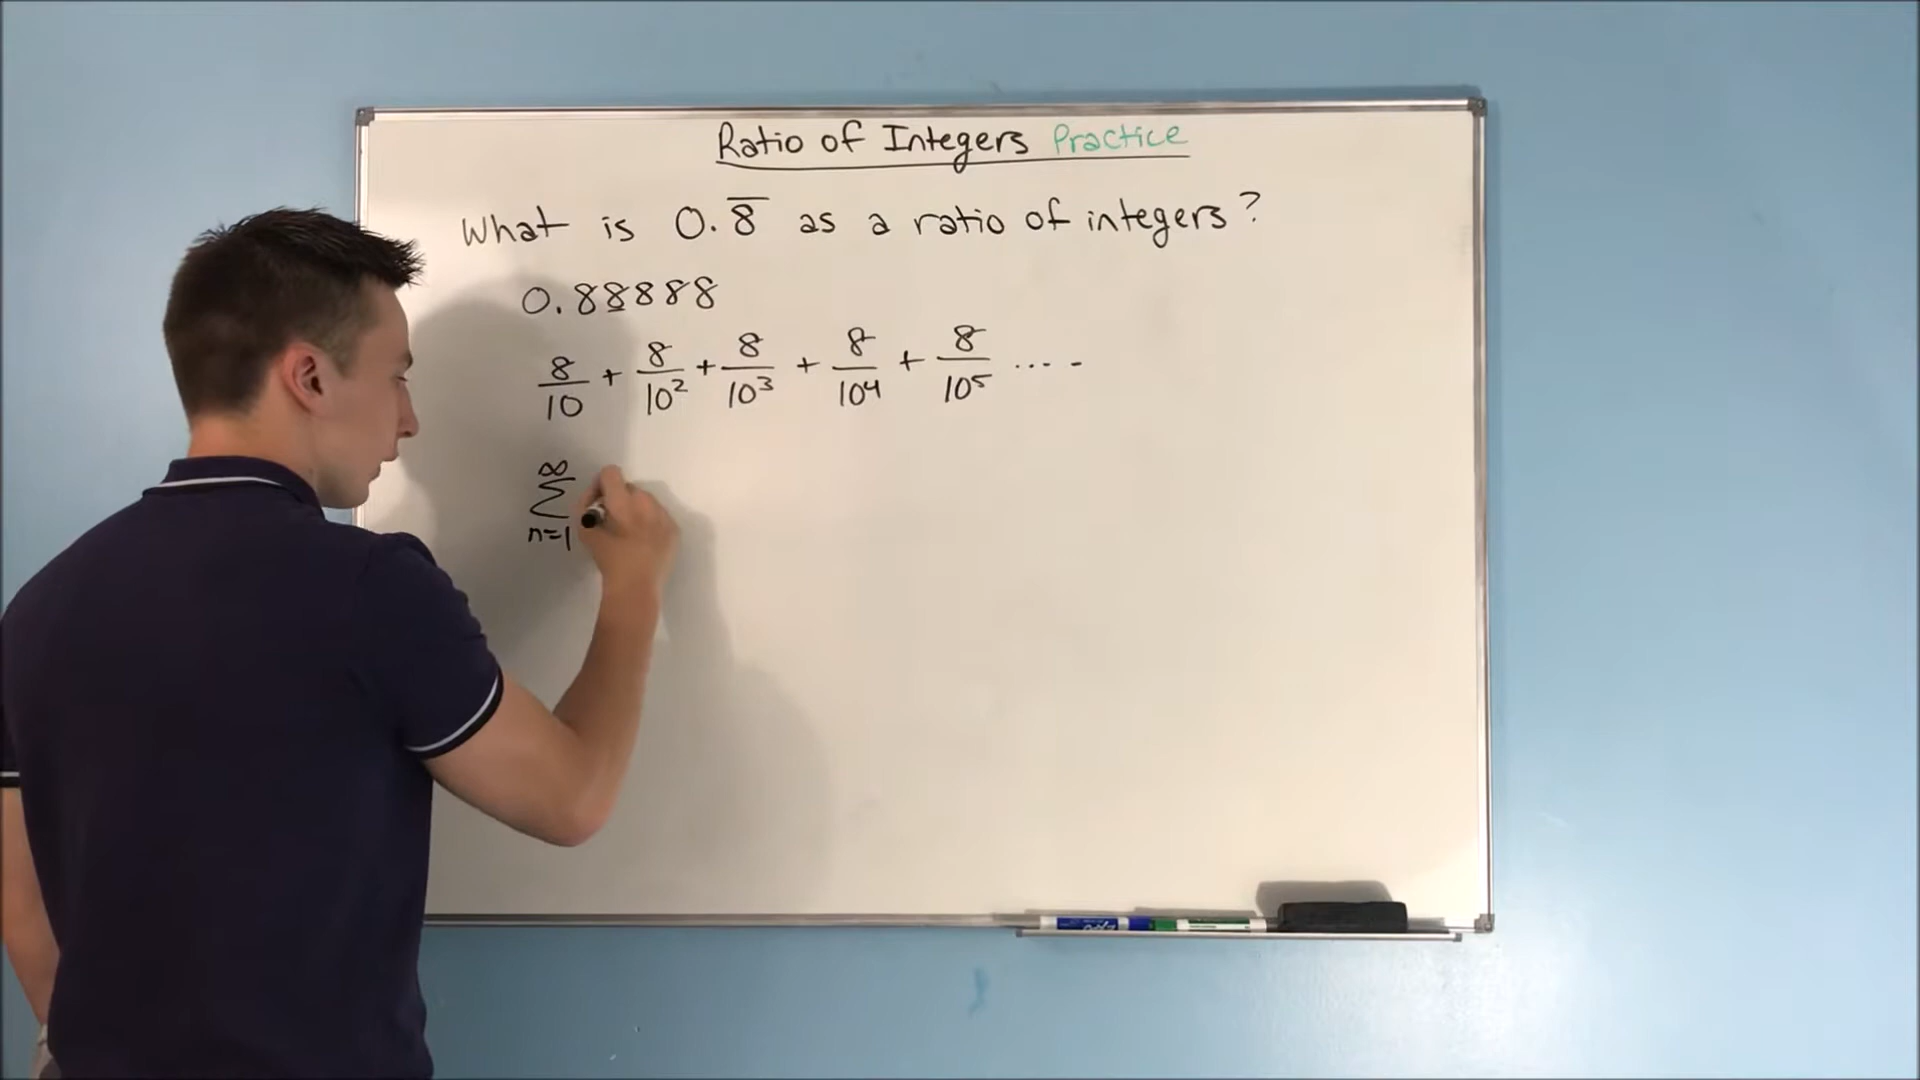 Ratio of Integers Practice
What is 0.8̅ as a ratio of integers?
0.88888
8/10 + 8/10² + 8/10³ + 8/10⁴ + 8/10⁵ .... -
∞
Σ
n=1